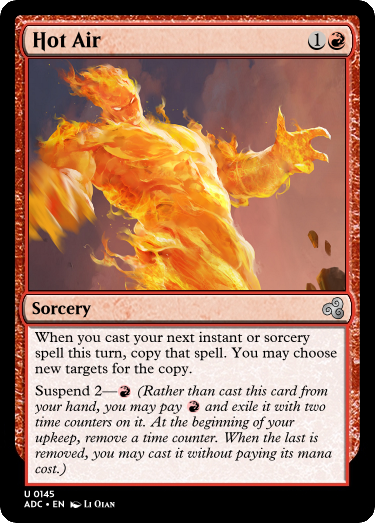 Hot Air 1
Sorcery
When you cast your next instant or sorcery
spell this turn, copy that spell. You may choose
new targets for the copy.
Suspend 2— (Rather than cast this card from
your hand, you may pay and exile it with two
time counters on it. At the beginning of your
upkeep, remove a time counter. When the last is
removed, you may cast it without paying its mana
cost.)
U 0145
ADC • EN Li Qian